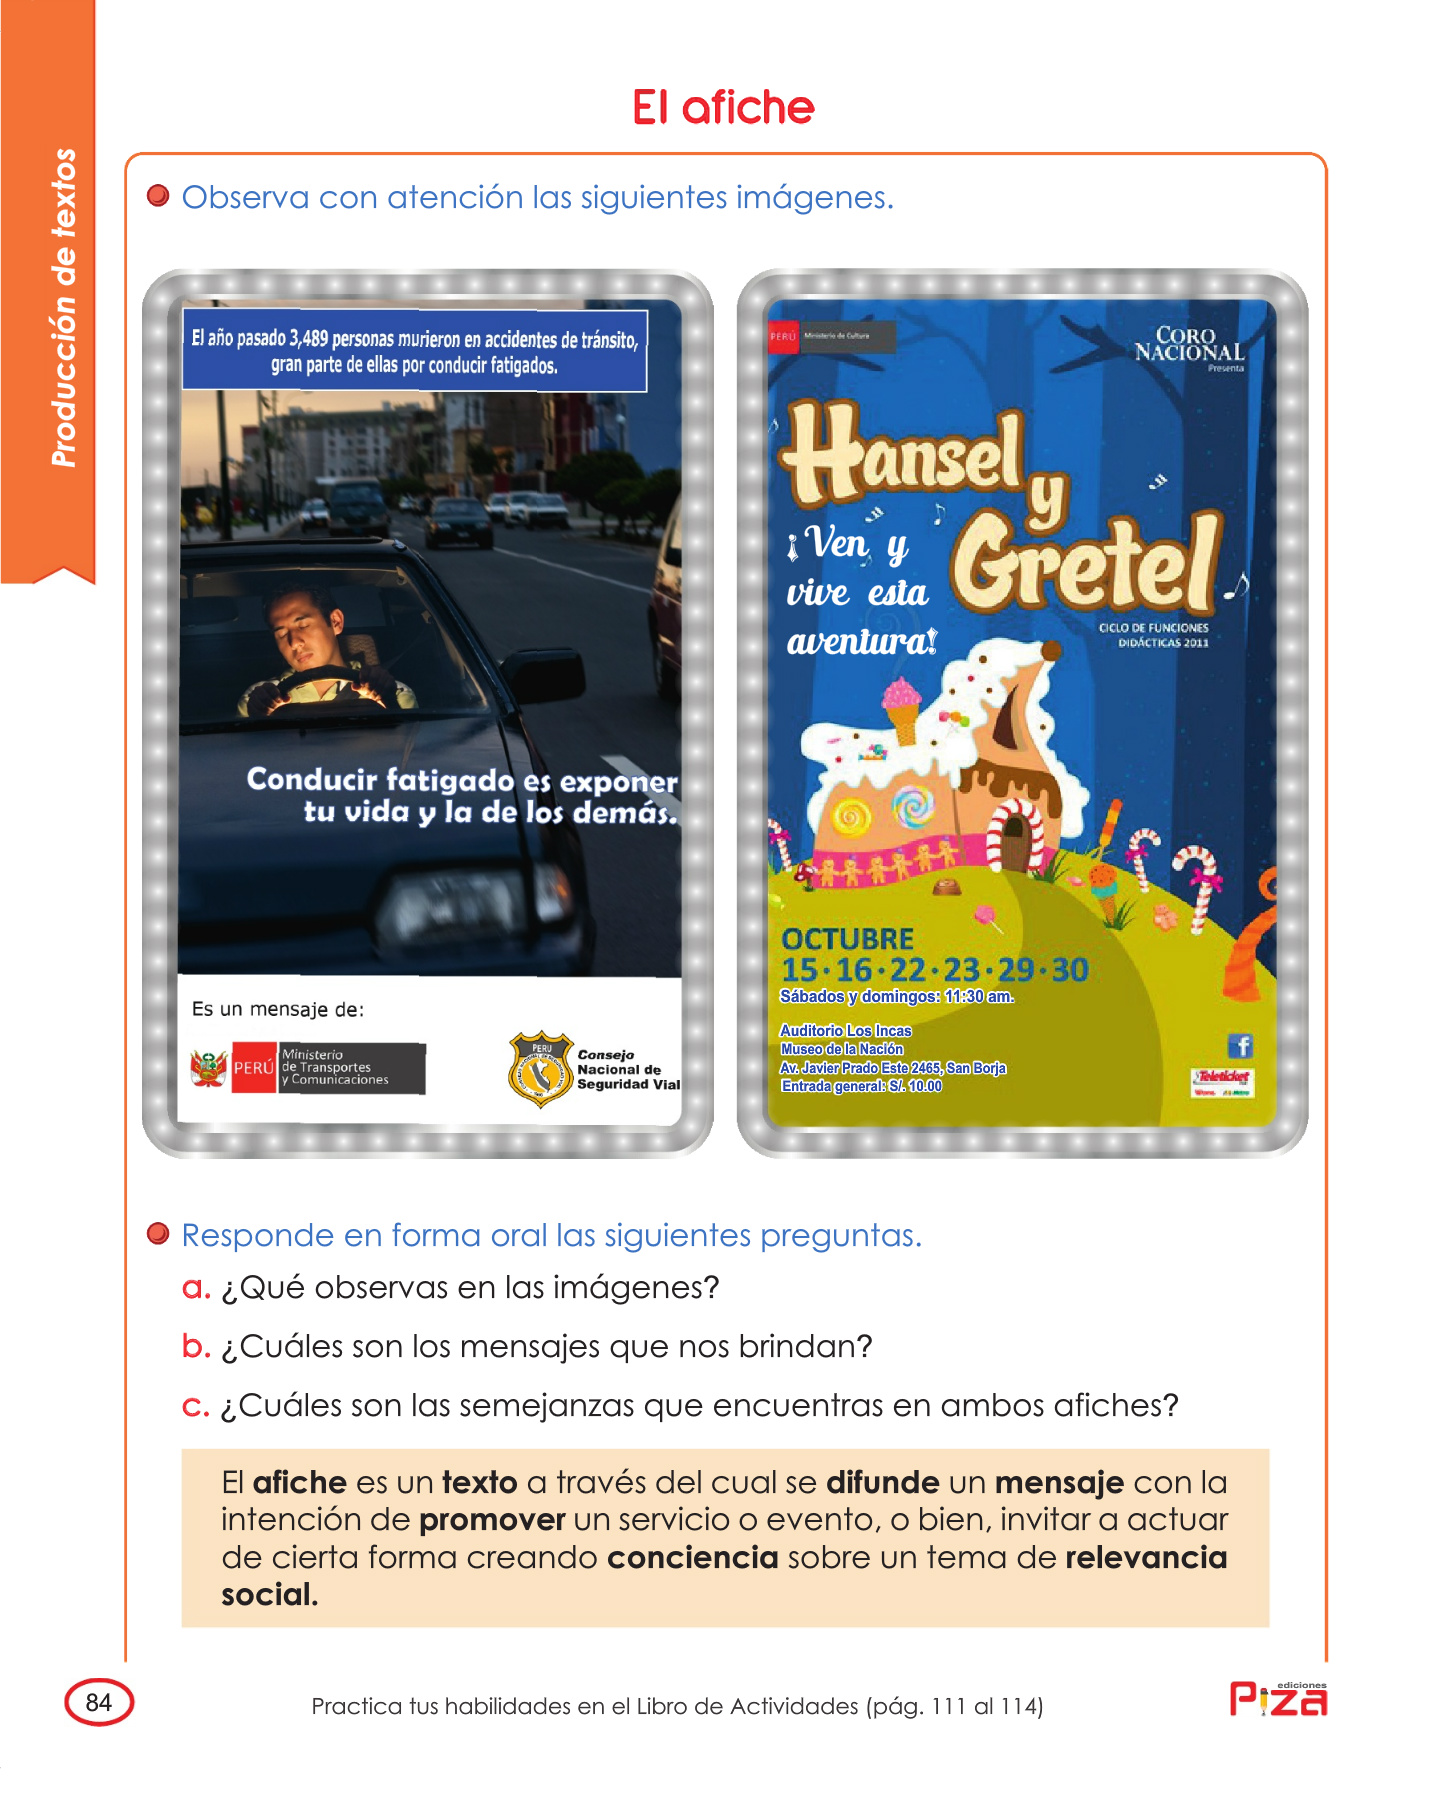 El afiche
Producción de textos
Observa con atención las siguientes imágenes.
El año pasado 3,489 personas murieron en accidentes de tránsito,
gran parte de ellas por conducir fatigados.
Conducir fatigado es exponer
tu vida y la de los demás.
Es un mensaje de:
PERÚ
Ministerio
de Transportes
y Comunicaciones
PERU
Consejo
Nacional de
Seguridad Vial
PERÚ
Ministerio de Cultura
CORO
NACIONAL
Presenta
Hansel
y
Gretel
¡Ven y
vive esta
aventura!
CICLO DE FUNCIONES
DIDÁCTICAS 2011
OCTUBRE
15·16·22·23·29·30
Sábados y domingos: 11:30 am.
Auditorio Los Incas
Museo de la Nación
Av. Javier Prado Este 2465, San Borja
Entrada general: S/. 10.00
f
Teleticket
Responde en forma oral las siguientes preguntas.
a. ¿Qué observas en las imágenes?
b. ¿Cuáles son los mensajes que nos brindan?
c. ¿Cuáles son las semejanzas que encuentras en ambos afiches?
El afiche es un texto a través del cual se difunde un mensaje con la
intención de promover un servicio o evento, o bien, invitar a actuar
de cierta forma creando conciencia sobre un tema de relevancia
social.
84
Practica tus habilidades en el Libro de Actividades (pág. 111 al 114)
ediciones
Piza